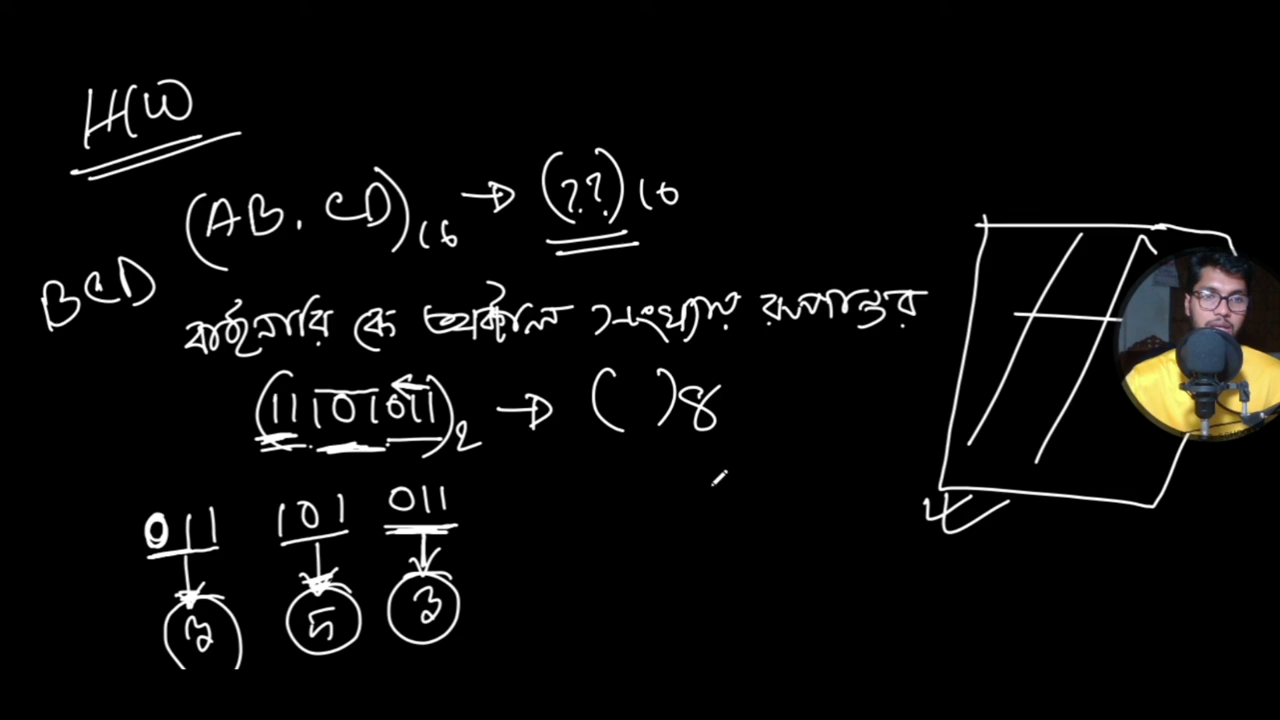 HW
(AB.CD)16 → (??)10
BCD
বাইনারি কে অক্টাল সংখ্যায় রূপান্তর
(11101011)2 → ( )8
011 101 011
3 5 3